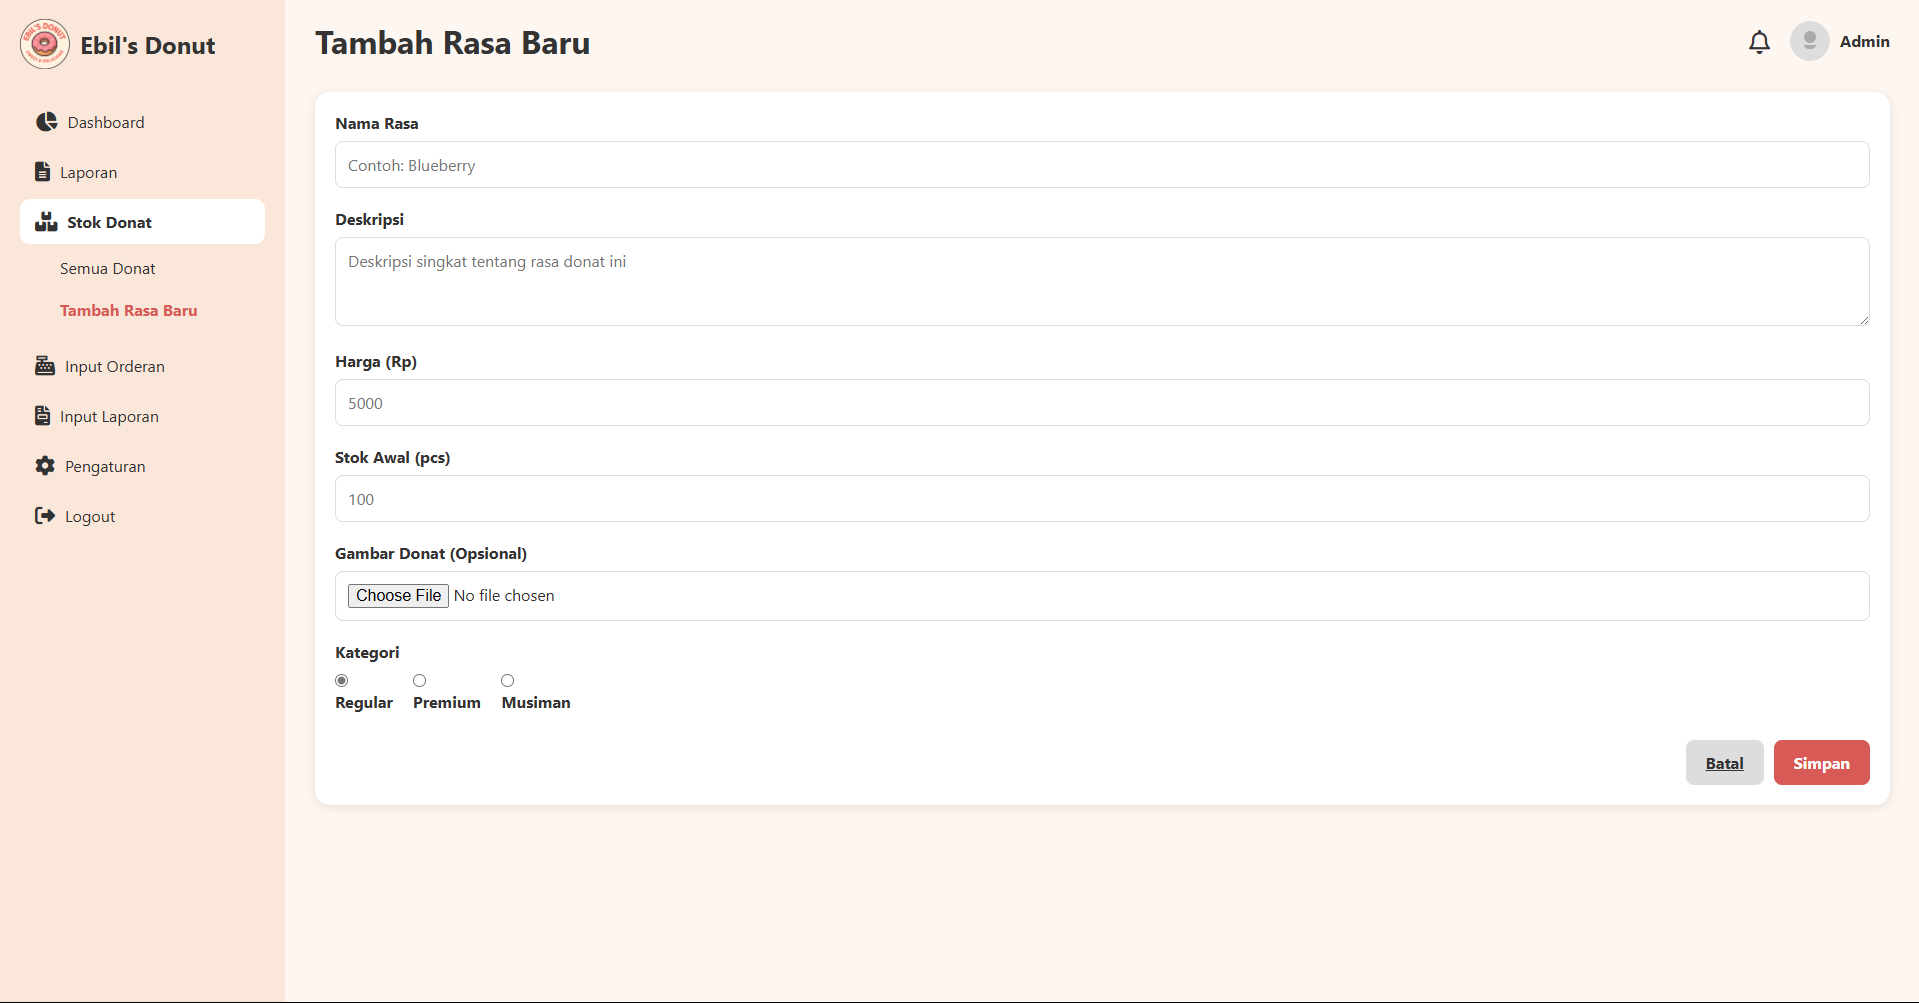 EBIL'S DONUT
Ebil's Donut
Dashboard
Laporan
Stok Donat
Semua Donat
Tambah Rasa Baru
Input Orderan
Input Laporan
Pengaturan
Logout
Tambah Rasa Baru
Admin
Nama Rasa
Contoh: Blueberry
Deskripsi
Deskripsi singkat tentang rasa donat ini
Harga (Rp)
5000
Stok Awal (pcs)
100
Gambar Donat (Opsional)
Choose File No file chosen
Kategori
Regular Premium Musiman
Batal Simpan